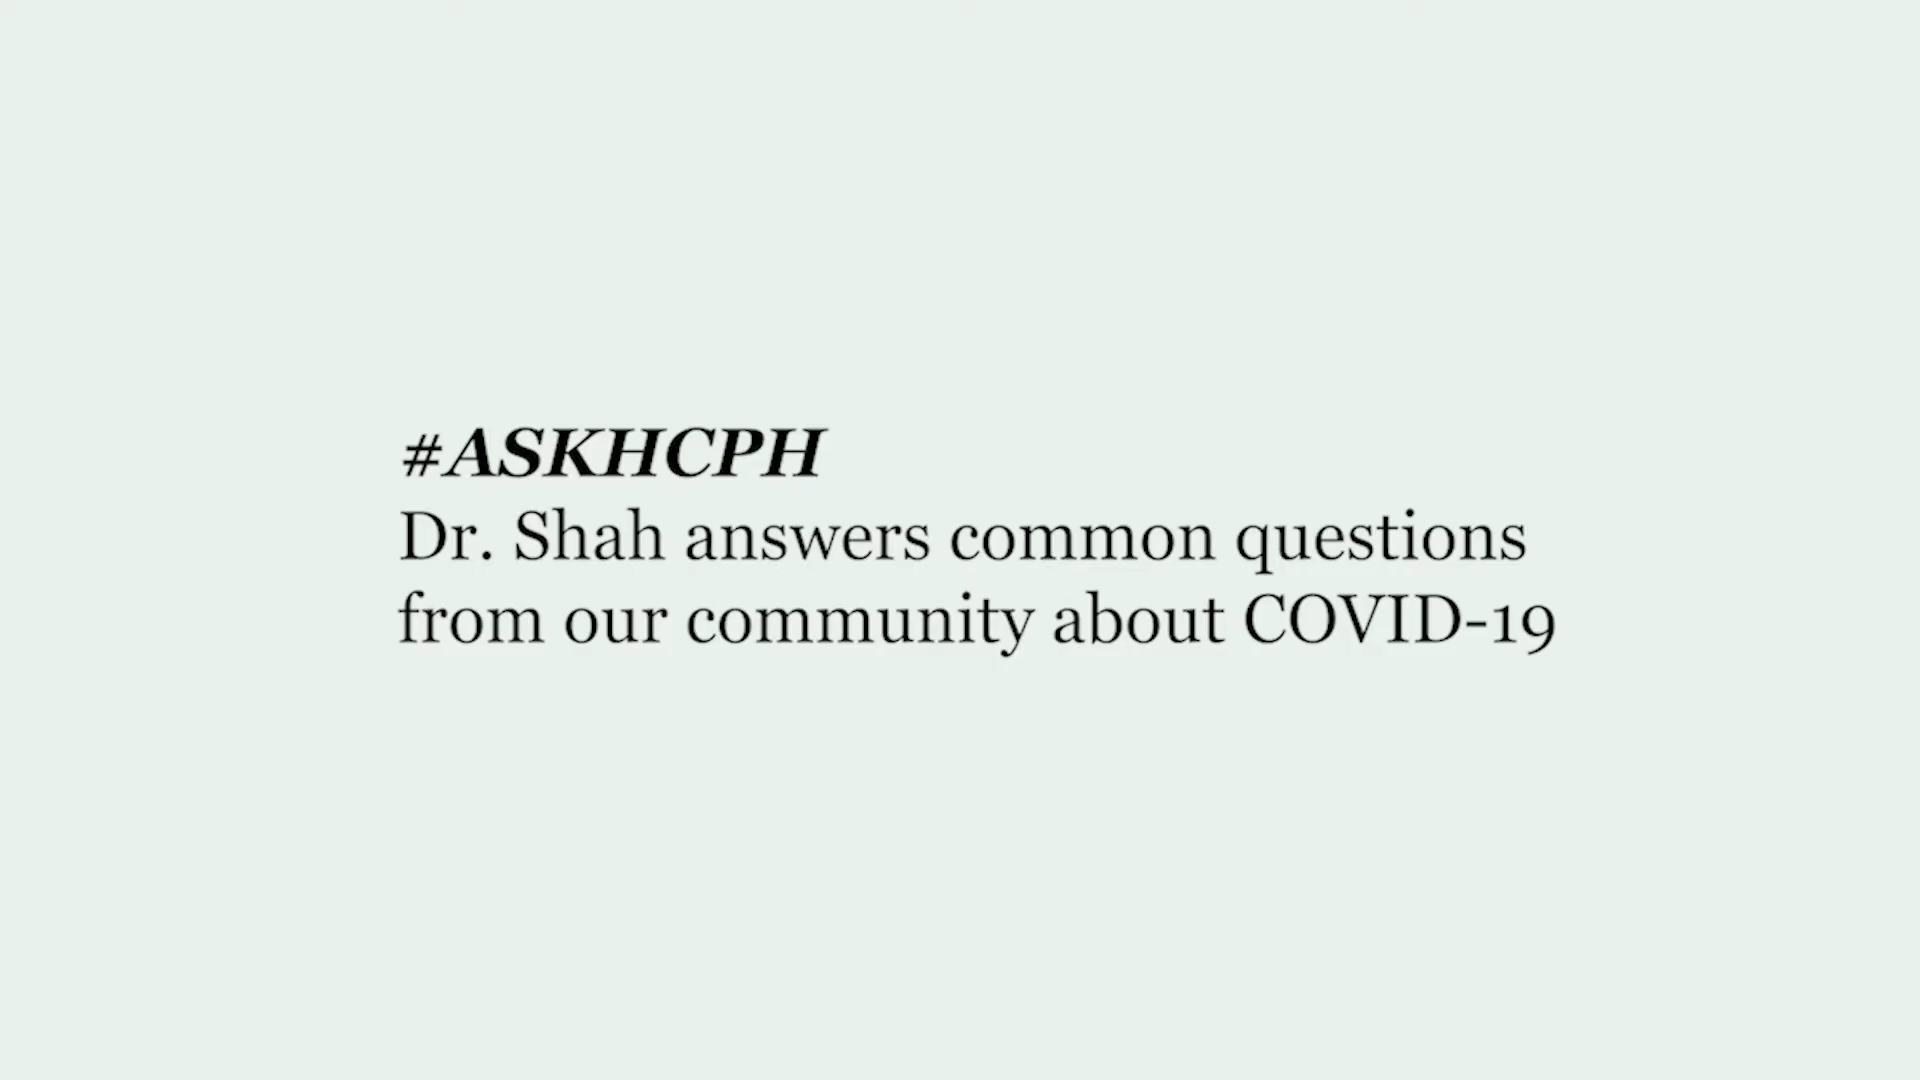 #ASKHCPH
Dr. Shah answers common questions
from our community about COVID-19